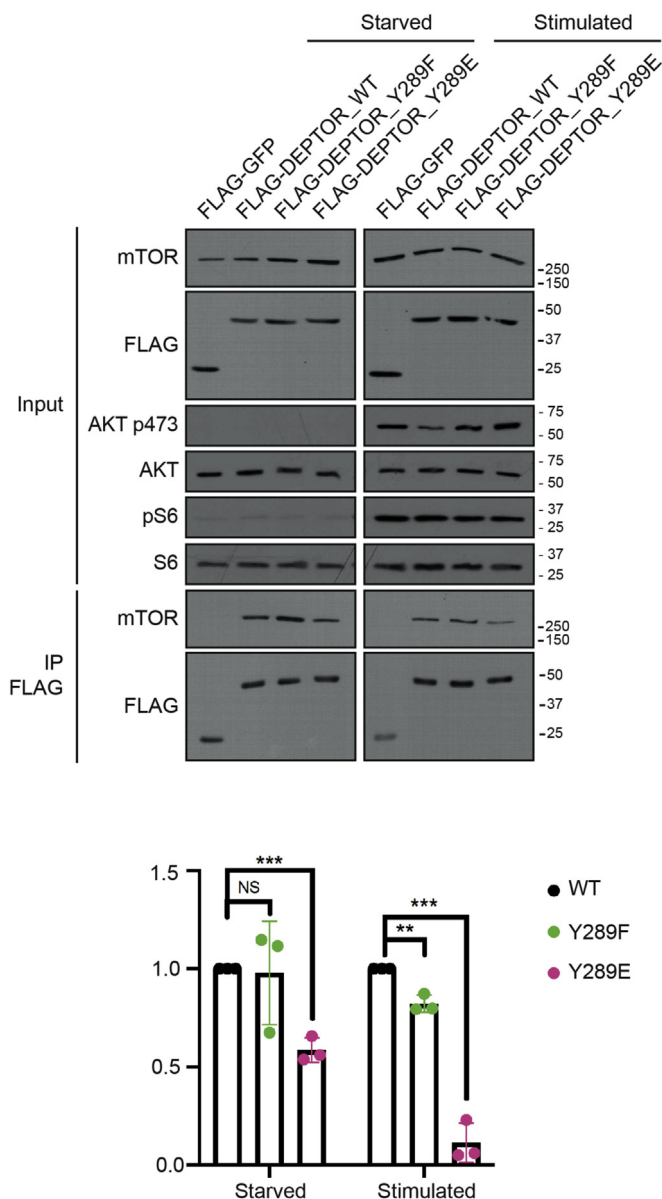 Starved
Stimulated
FLAG-GFP
FLAG-DEPTOR_WT
FLAG-DEPTOR_Y289F
FLAG-DEPTOR_Y289E
FLAG-GFP
FLAG-DEPTOR_WT
FLAG-DEPTOR_Y289F
FLAG-DEPTOR_Y289E
Input
mTOR
-250
-150
FLAG
-50
-37
-25
AKT p473
- 75
- 50
AKT
- 75
- 50
pS6
- 37
- 25
S6
- 37
- 25
IP
FLAG
mTOR
-250
-150
FLAG
-50
-37
-25
1.5
1.0
0.5
0.0
***
NS
***
**
WT
Y289F
Y289E
Starved
Stimulated